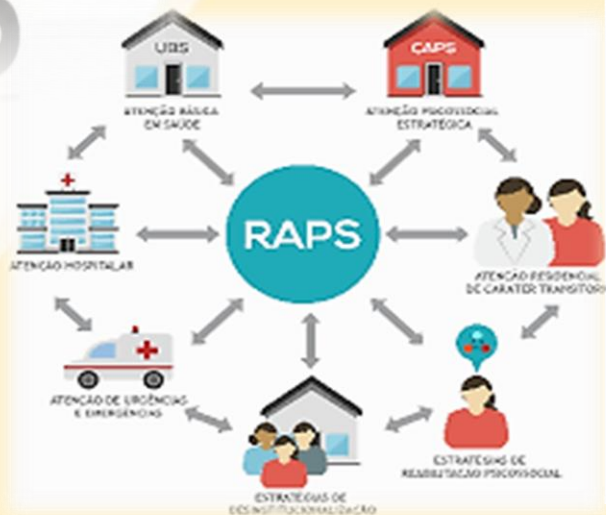 UBS
ATENÇÃO BÁSICA
EM SAÚDE
CAPS
ATENÇÃO PSICOSSOCIAL
ESTRATÉGICA
ATENÇÃO HOSPITALAR
RAPS
ATENÇÃO RESIDENCIAL
DE CARÁTER TRANSITÓRIO
ATENÇÃO DE URGÊNCIAS
E EMERGÊNCIAS
ESTRATÉGIAS DE
REABILITAÇÃO PSICOSSOCIAL
ESTRATÉGIAS DE
DESINSTITUCIONALIZAÇÃO